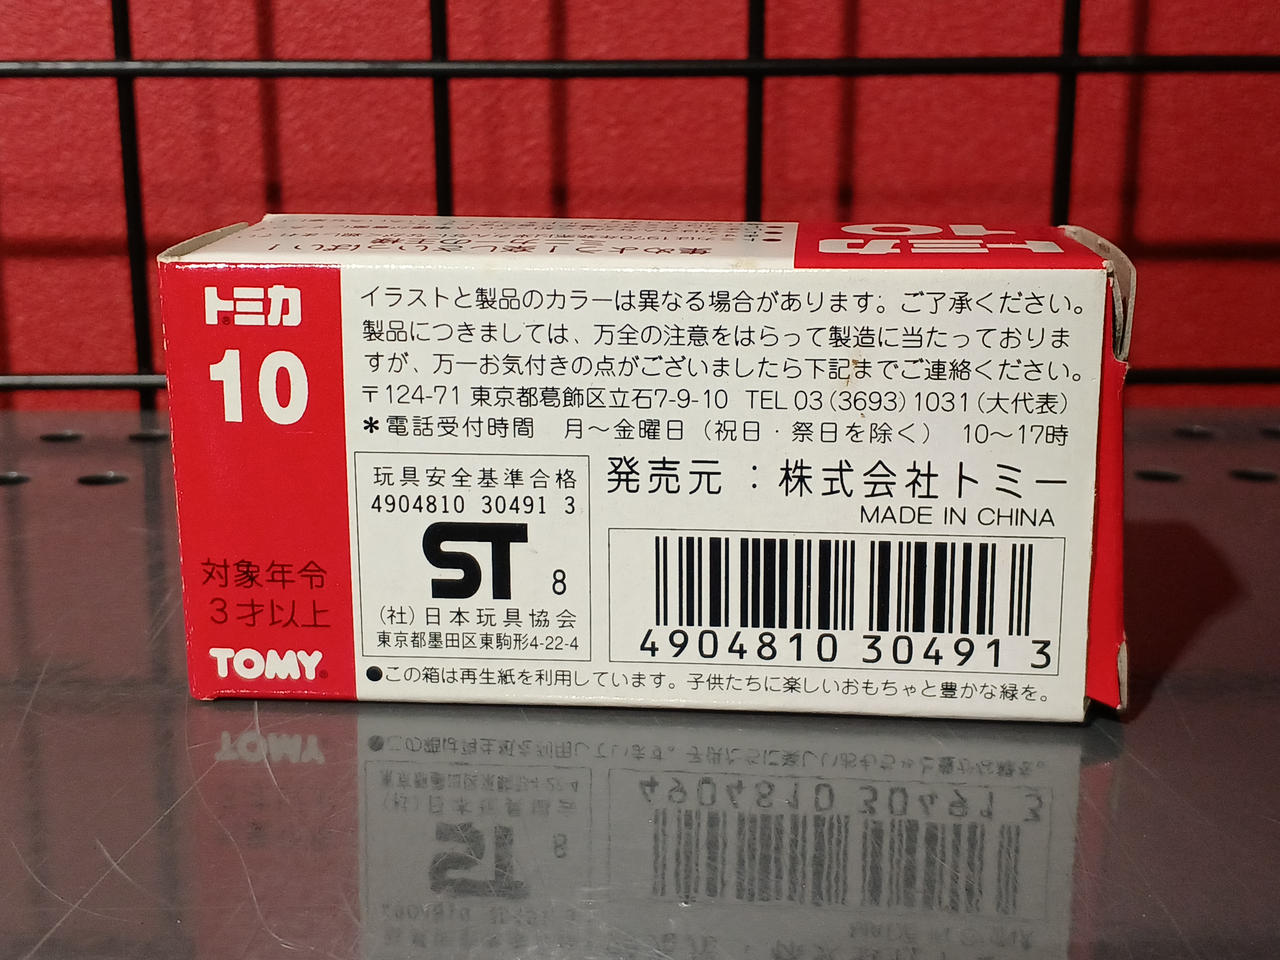 トミカ
10
対象年令
3才以上
TOMY
イラストと製品のカラーは異なる場合があります。ご了承ください。
製品につきましては、万全の注意をはらって製造に当たっておりま
すが、万一お気付きの点がございましたら下記までご連絡ください。
〒124-71 東京都葛飾区立石7-9-10 TEL 03(3693)1031(大代表)
＊電話受付時間 月～金曜日(祝日・祭日を除く) 10～17時
玩具安全基準合格
4904810 30491 3
ST 8
(社)日本玩具協会
東京都墨田区東駒形4-22-4
発売元：株式会社トミー
MADE IN CHINA
4904810 30491 3
●この箱は再生紙を利用しています。子供たちに楽しいおもちゃと豊かな緑を。
トミカ
10